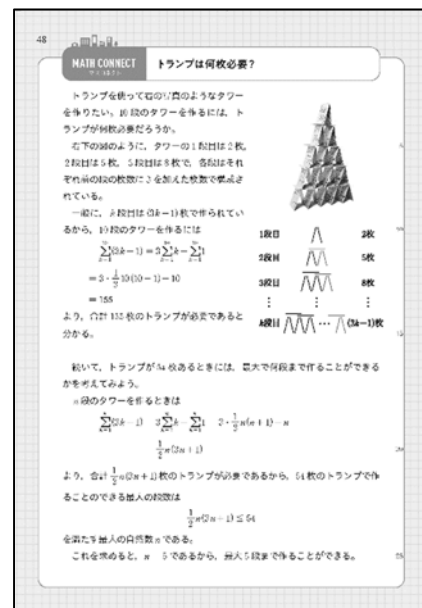 48
MATH CONNECT
トランプは何枚必要？
トランプを使って右の写真のようなタワー
を作りたい。10段のタワーを作るには，ト
ランプが何枚必要だろうか。
右下の図のように，タワーの1段目は2枚，
2段目は5枚，3段目は8枚で，各段はそれ
ぞれ前の段の枚数に3を加えた枚数で構成さ
れている。
一般に，k段目は(3k−1)枚で作られてい
るから，10段のタワーを作るには
= 155
より，合計155枚のトランプが必要であると
分かる。
1段目 2枚
2段目 5枚
3段目 8枚
⋮ ⋮ ⋮
k段目 ⋯ (3k−1)枚
続いて，トランプが54枚あるときには，最大で何段まで作ることができる
かを考えてみよう。
n段のタワーを作るときは
より，合計 1/2 n(3n+1) 枚のトランプが必要であるから，54枚のトランプで作
ることのできる最大の段数は
1/2 n(3n+1) ≦ 54
を満たす最大の自然数nである。
これを求めると，n = 5であるから，最大5段まで作ることができる。